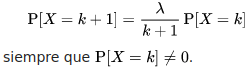 P[X = k + 1] = λ / (k + 1) P[X = k]
siempre que P[X = k] ≠ 0.